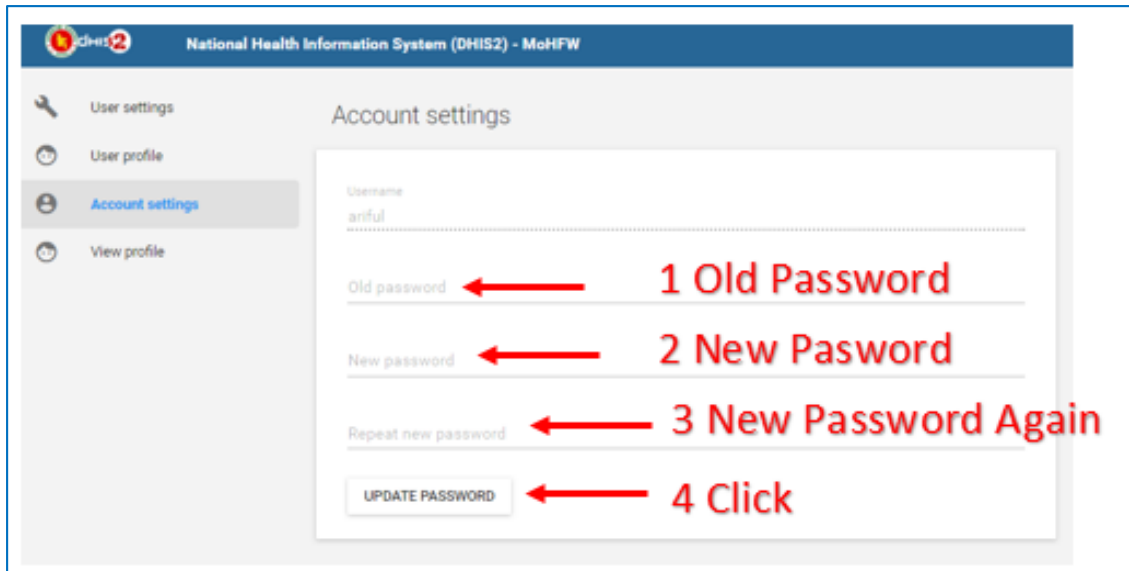 DHIS2 National Health Information System (DHIS2) - MoHFW
User settings
User profile
Account settings
View profile
Account settings
Username
ariful
Old password
1 Old Password
New password
2 New Pasword
Repeat new password
3 New Password Again
UPDATE PASSWORD
4 Click